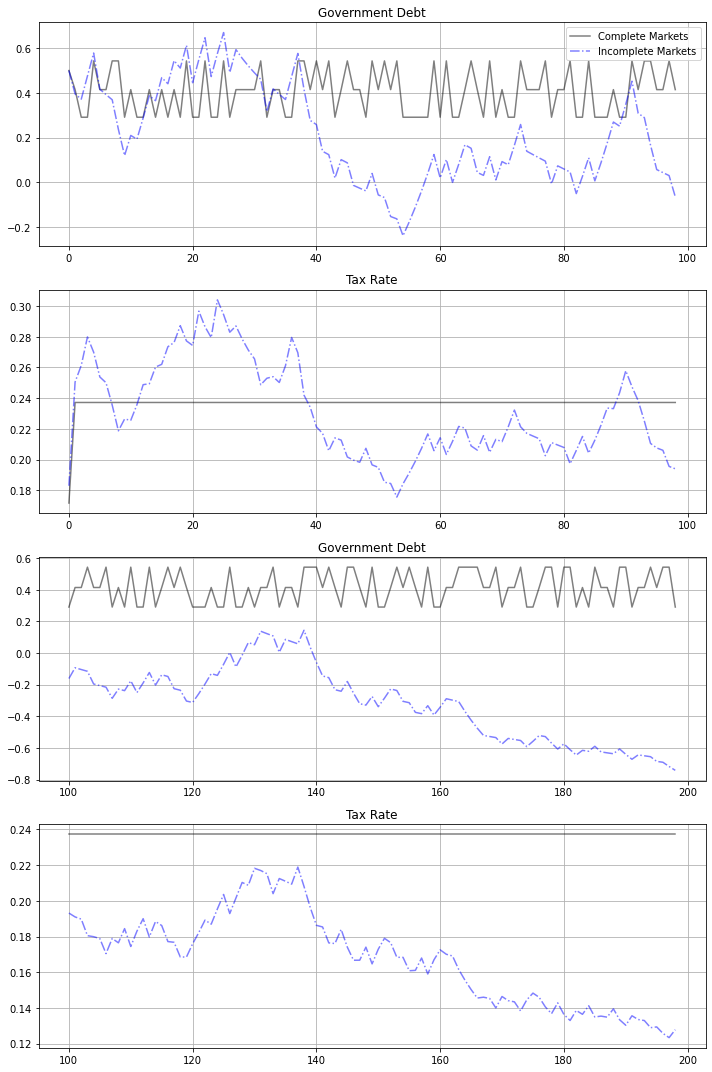 Government Debt
Complete Markets
Incomplete Markets
0.6
0.4
0.2
0.0
−0.2
0 20 40 60 80 100
Tax Rate
0.30
0.28
0.26
0.24
0.22
0.20
0.18
0 20 40 60 80 100
Government Debt
0.6
0.4
0.2
0.0
−0.2
−0.4
−0.6
−0.8
100 120 140 160 180 200
Tax Rate
0.24
0.22
0.20
0.18
0.16
0.14
0.12
100 120 140 160 180 200